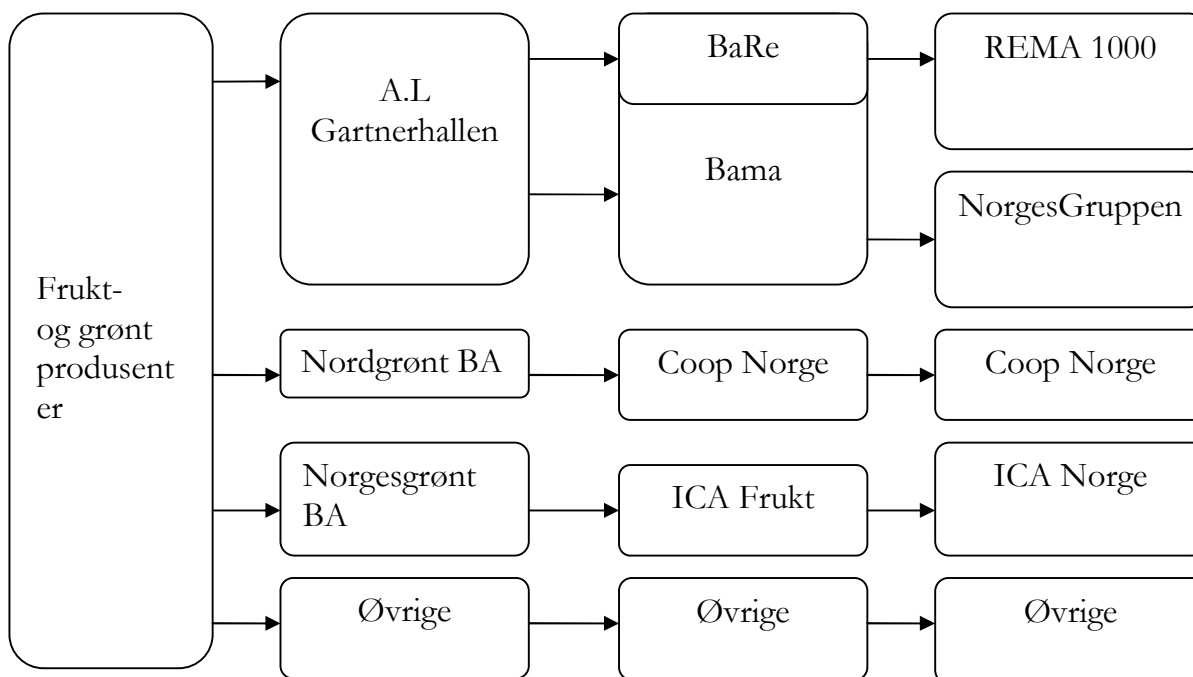 Frukt-
og grønt
produsent
er
A.L
Gartnerhallen
BaRe
Bama
REMA 1000
NorgesGruppen
Nordgrønt BA
Coop Norge
Coop Norge
Norgesgrønt
BA
ICA Frukt
ICA Norge
Øvrige
Øvrige
Øvrige